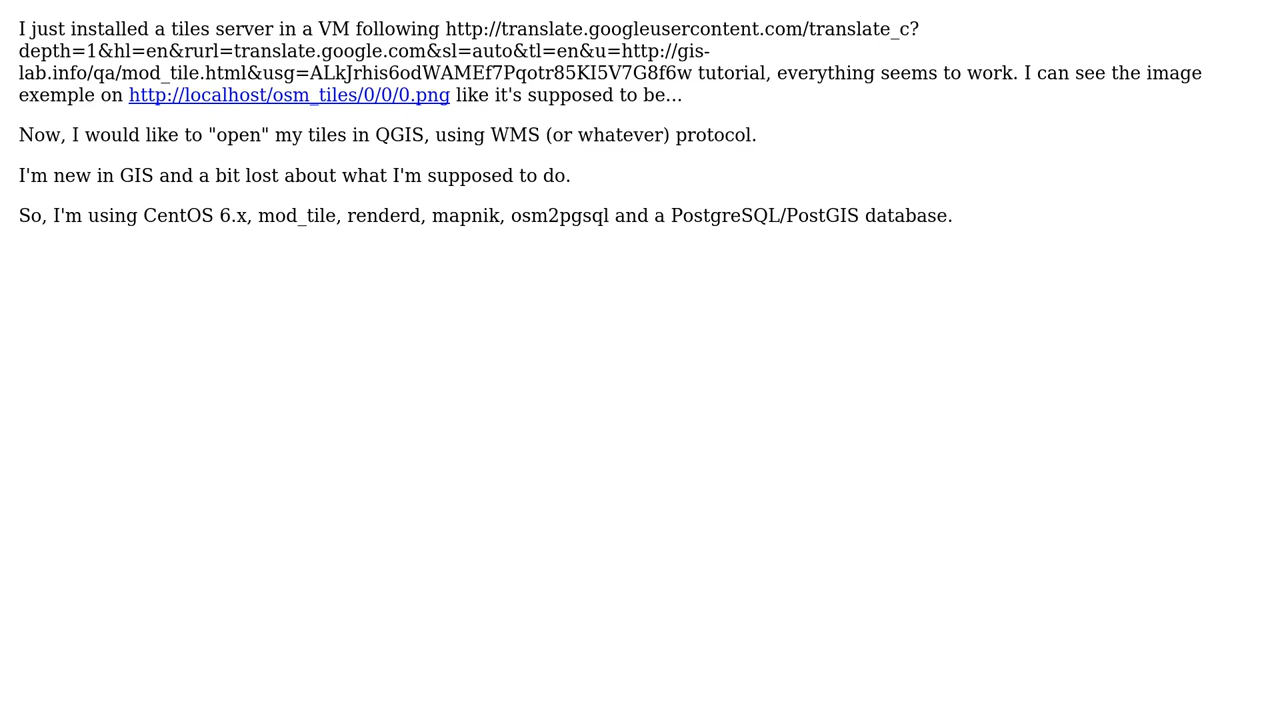 I just installed a tiles server in a VM following http://translate.googleusercontent.com/translate_c?
depth=1&hl=en&rurl=translate.google.com&sl=auto&tl=en&u=http://gis-
lab.info/qa/mod_tile.html&usg=ALkJrhis6odWAMEf7Pqotr85KI5V7G8f6w tutorial, everything seems to work. I can see the image
exemple on http://localhost/osm_tiles/0/0/0.png like it's supposed to be...
Now, I would like to "open" my tiles in QGIS, using WMS (or whatever) protocol.
I'm new in GIS and a bit lost about what I'm supposed to do.
So, I'm using CentOS 6.x, mod_tile, renderd, mapnik, osm2pgsql and a PostgreSQL/PostGIS database.